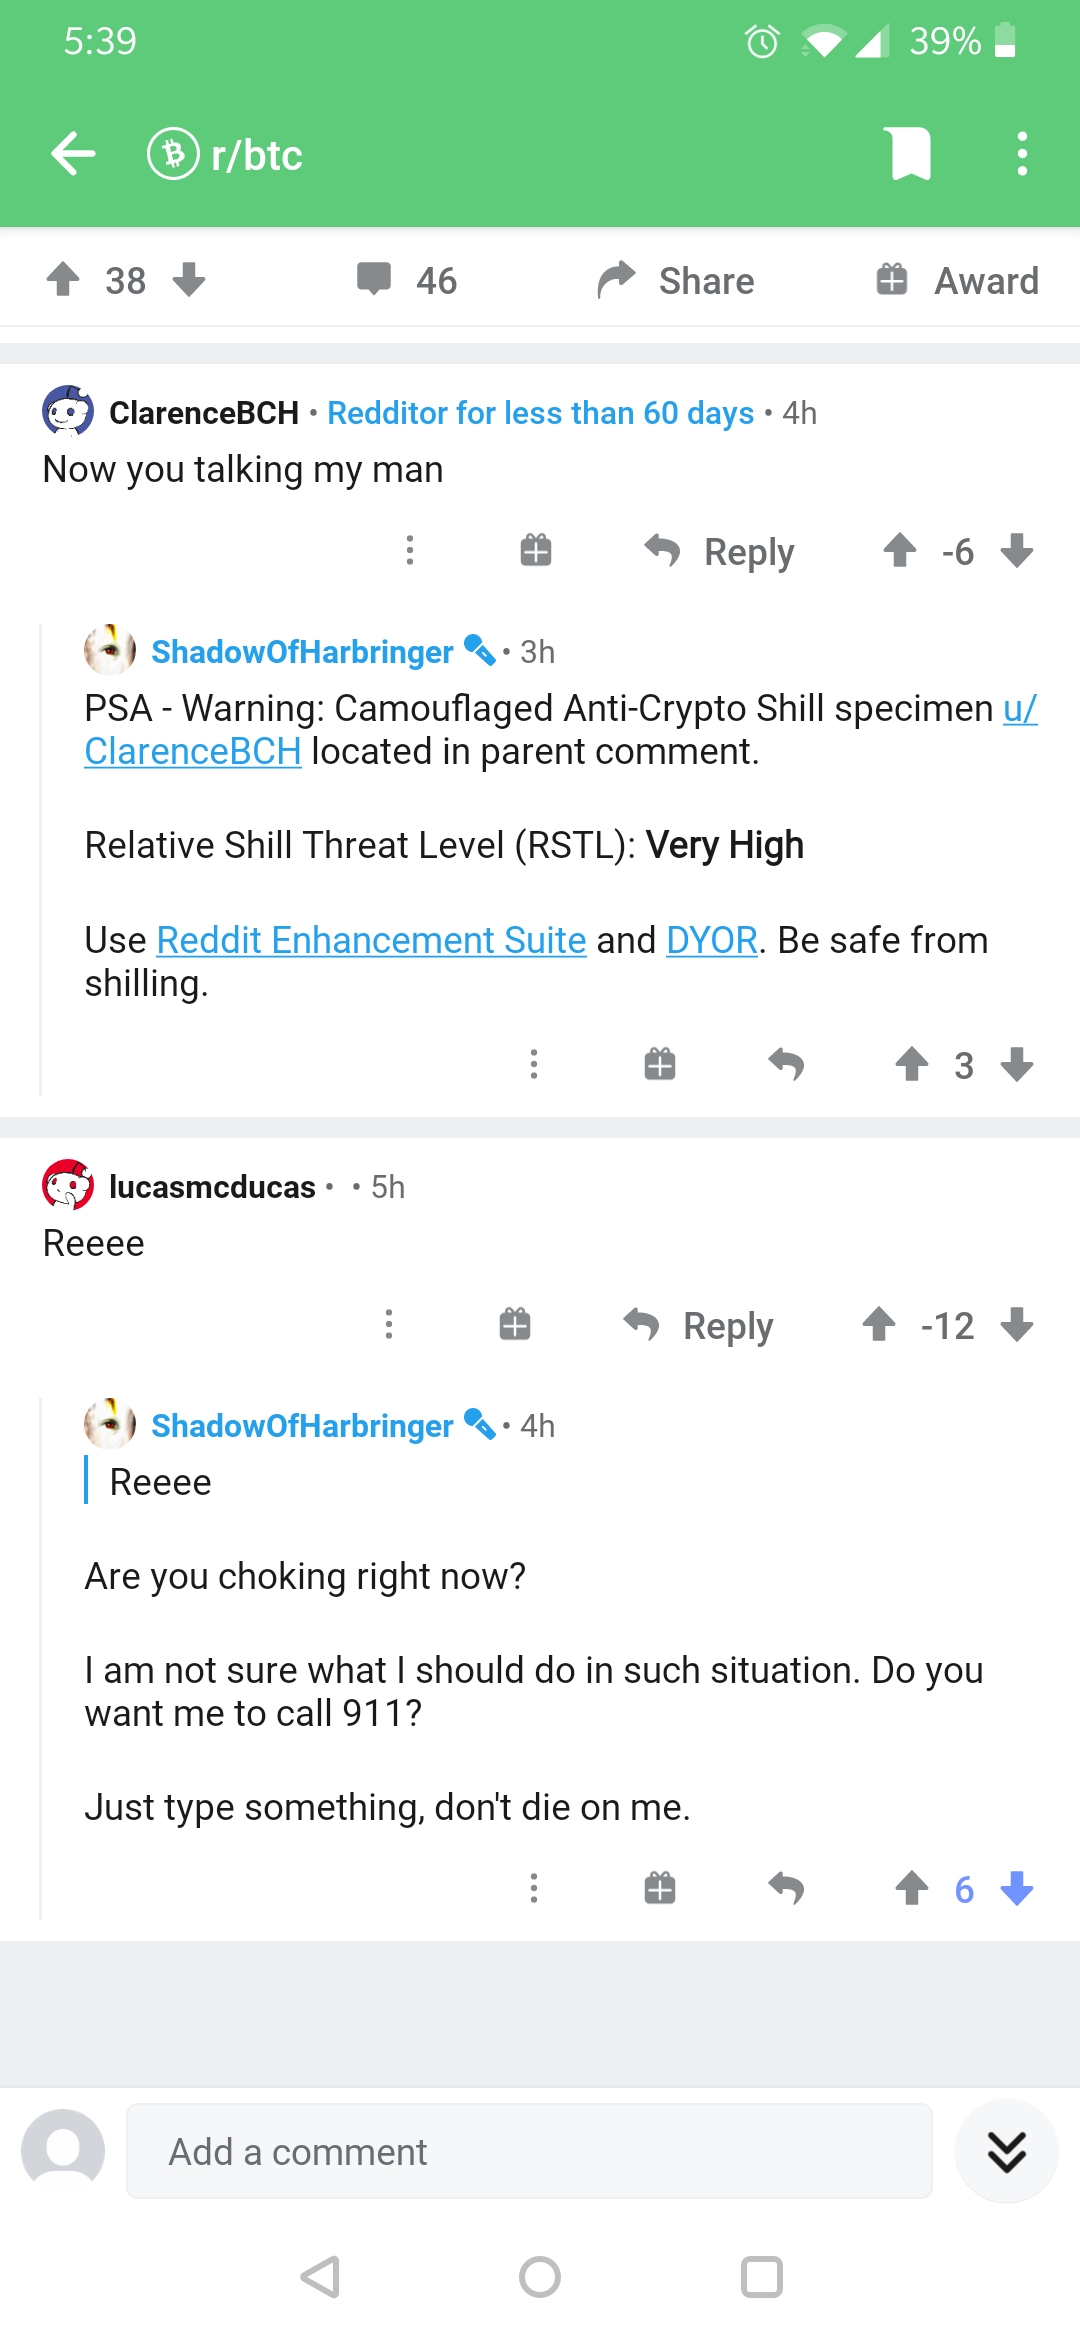 5:39
39%
r/btc
38
46
Share
Award
ClarenceBCH • Redditor for less than 60 days • 4h
Now you talking my man
Reply
-6
ShadowOfHarbringer • 3h
PSA - Warning: Camouflaged Anti-Crypto Shill specimen u/
ClarenceBCH located in parent comment.
Relative Shill Threat Level (RSTL): Very High
Use Reddit Enhancement Suite and DYOR. Be safe from
shilling.
3
lucasmcducas • • 5h
Reeee
Reply
-12
ShadowOfHarbringer • 4h
Reeee
Are you choking right now?
I am not sure what I should do in such situation. Do you
want me to call 911?
Just type something, don't die on me.
6
Add a comment